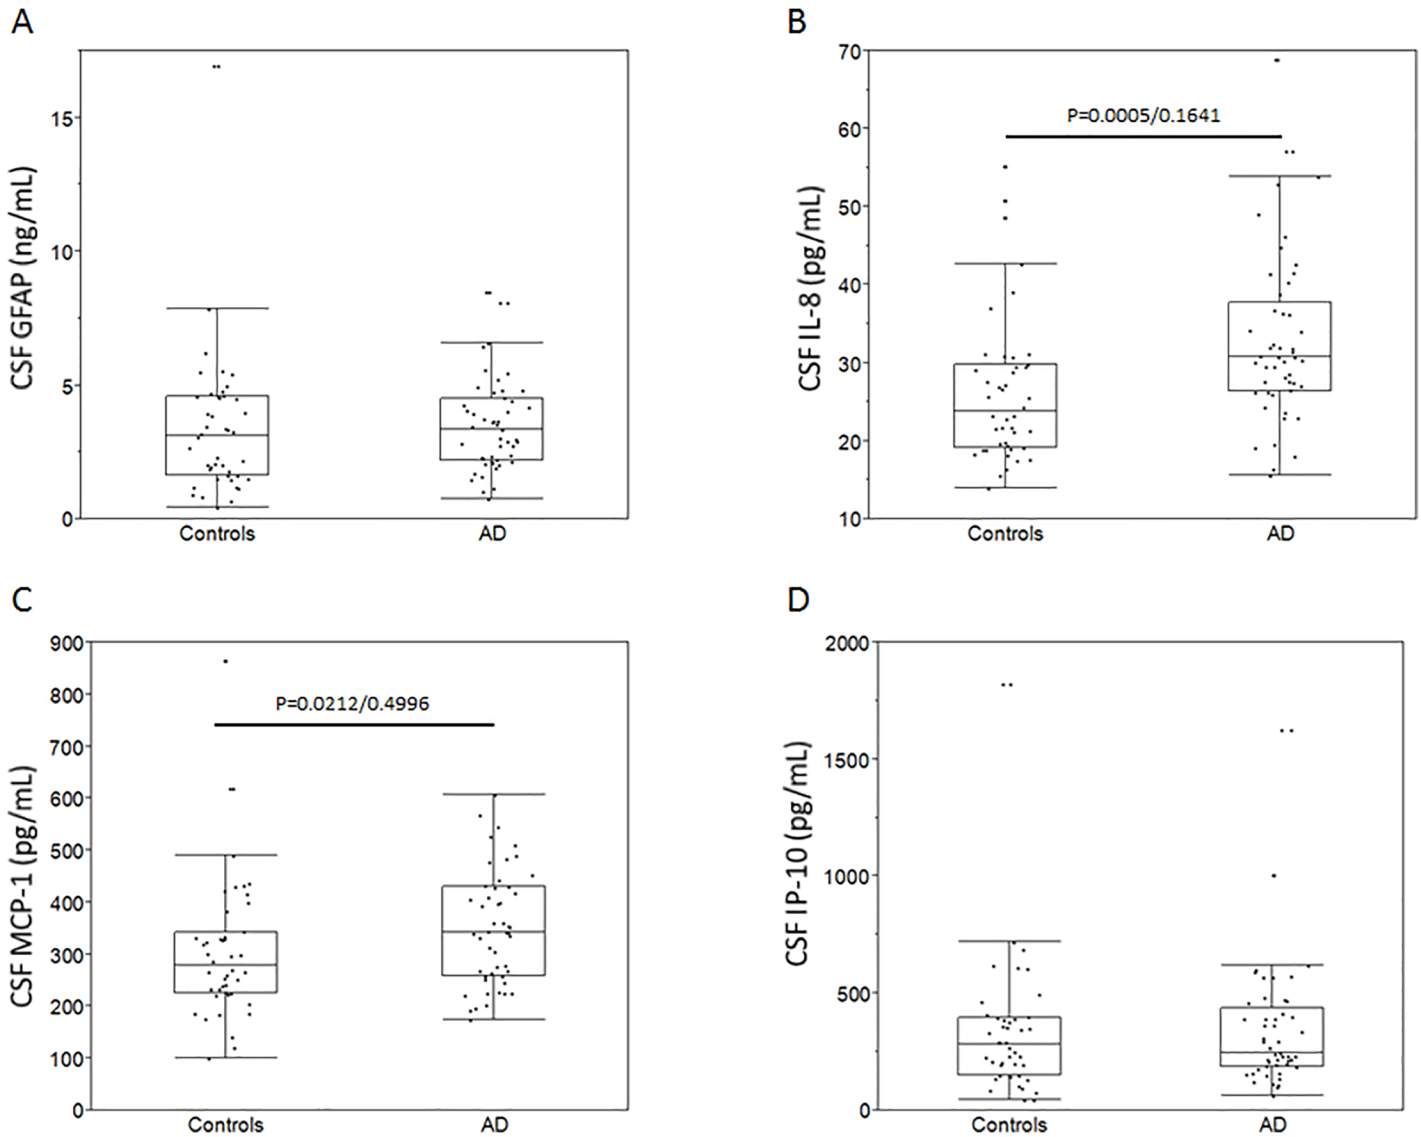 A
CSF GFAP (ng/mL)
15
10
5
0
Controls
AD
B
CSF IL-8 (pg/mL)
70
60
50
40
30
20
10
P=0.0005/0.1641
Controls
AD
C
CSF MCP-1 (pg/mL)
900
800
700
600
500
400
300
200
100
0
P=0.0212/0.4996
Controls
AD
D
CSF IP-10 (pg/mL)
2000
1500
1000
500
0
Controls
AD